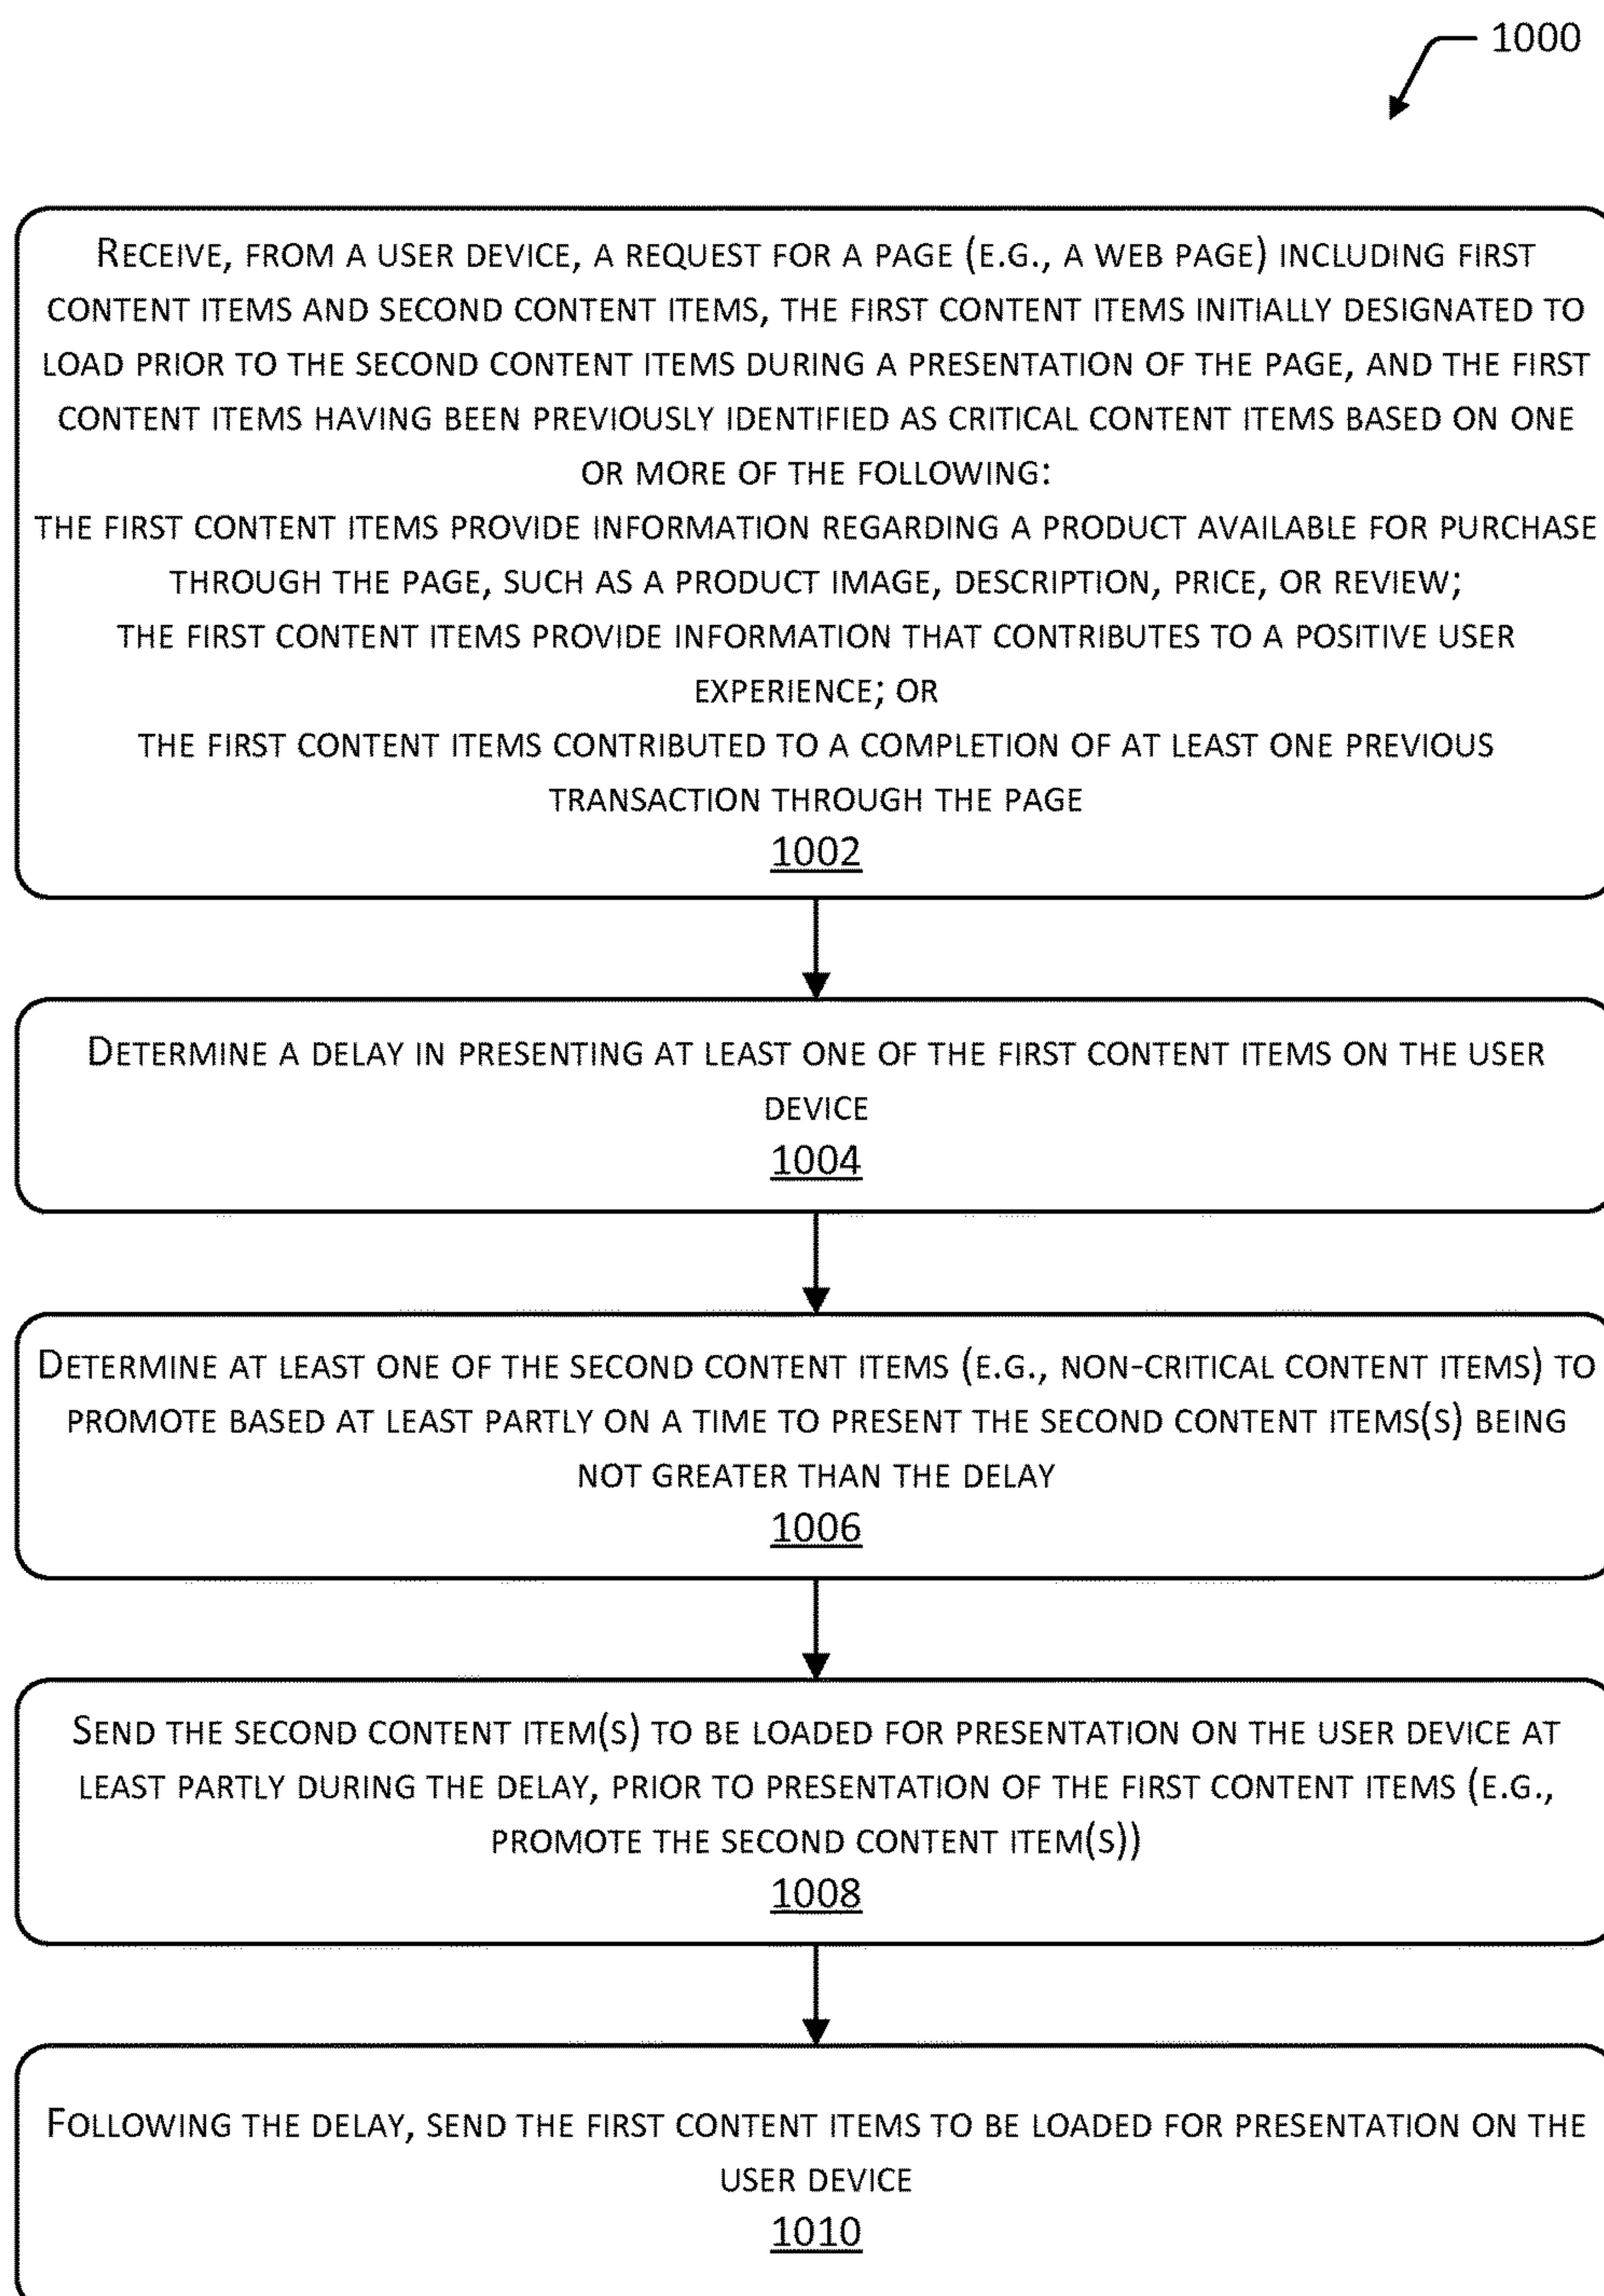 1000
RECEIVE, FROM A USER DEVICE, A REQUEST FOR A PAGE (E.G., A WEB PAGE) INCLUDING FIRST
CONTENT ITEMS AND SECOND CONTENT ITEMS, THE FIRST CONTENT ITEMS INITIALLY DESIGNATED TO
LOAD PRIOR TO THE SECOND CONTENT ITEMS DURING A PRESENTATION OF THE PAGE, AND THE FIRST
CONTENT ITEMS HAVING BEEN PREVIOUSLY IDENTIFIED AS CRITICAL CONTENT ITEMS BASED ON ONE
OR MORE OF THE FOLLOWING:
THE FIRST CONTENT ITEMS PROVIDE INFORMATION REGARDING A PRODUCT AVAILABLE FOR PURCHASE
THROUGH THE PAGE, SUCH AS A PRODUCT IMAGE, DESCRIPTION, PRICE, OR REVIEW;
THE FIRST CONTENT ITEMS PROVIDE INFORMATION THAT CONTRIBUTES TO A POSITIVE USER
EXPERIENCE; OR
THE FIRST CONTENT ITEMS CONTRIBUTED TO A COMPLETION OF AT LEAST ONE PREVIOUS
TRANSACTION THROUGH THE PAGE
1002
DETERMINE A DELAY IN PRESENTING AT LEAST ONE OF THE FIRST CONTENT ITEMS ON THE USER
DEVICE
1004
DETERMINE AT LEAST ONE OF THE SECOND CONTENT ITEMS (E.G., NON-CRITICAL CONTENT ITEMS) TO
PROMOTE BASED AT LEAST PARTLY ON A TIME TO PRESENT THE SECOND CONTENT ITEMS(S) BEING
NOT GREATER THAN THE DELAY
1006
SEND THE SECOND CONTENT ITEM(S) TO BE LOADED FOR PRESENTATION ON THE USER DEVICE AT
LEAST PARTLY DURING THE DELAY, PRIOR TO PRESENTATION OF THE FIRST CONTENT ITEMS (E.G.,
PROMOTE THE SECOND CONTENT ITEM(S))
1008
FOLLOWING THE DELAY, SEND THE FIRST CONTENT ITEMS TO BE LOADED FOR PRESENTATION ON THE
USER DEVICE
1010